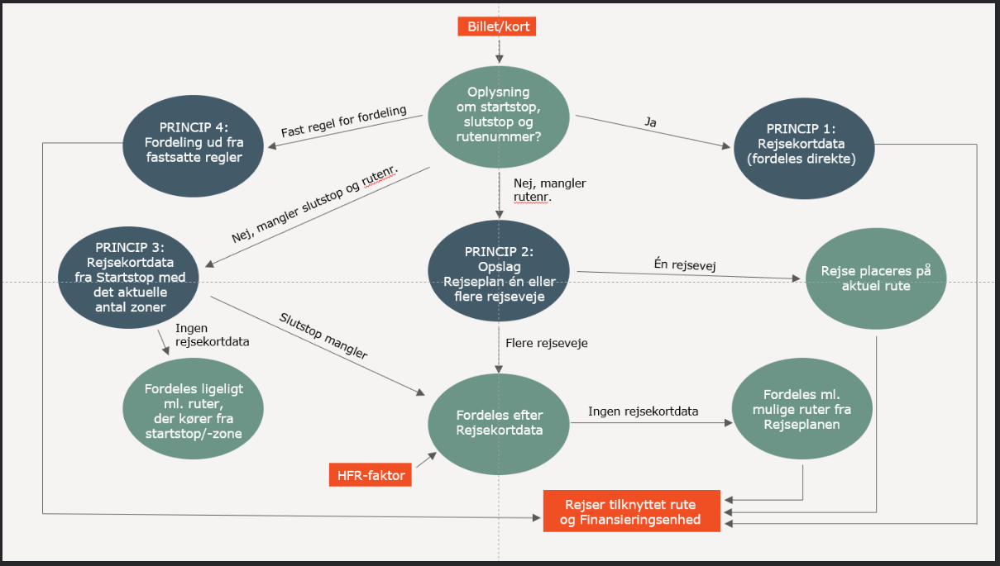 Billet/kort
Oplysning
om startstop,
slutstop og
rutenummer?
Fast regel for fordeling
Ja
PRINCIP 4:
Fordeling ud fra
fastsatte regler
PRINCIP 1:
Rejsekortdata
(fordeles direkte)
Nej, mangler slutstop og rutenr.
Nej, mangler
rutenr.
PRINCIP 3:
Rejsekortdata
fra Startstop med
det aktuelle
antal zoner
PRINCIP 2:
Opslag
Rejseplan én eller
flere rejseveje
Én rejsevej
Rejse placeres på
aktuel rute
Ingen
rejsekortdata
Slutstop mangler
Flere rejseveje
Fordeles ligeligt
ml. ruter,
der kører fra
startstop/-zone
Fordeles efter
Rejsekortdata
Ingen rejsekortdata
Fordeles ml.
mulige ruter fra
Rejseplanen
HFR-faktor
Rejser tilknyttet rute
og Finansieringsenhed